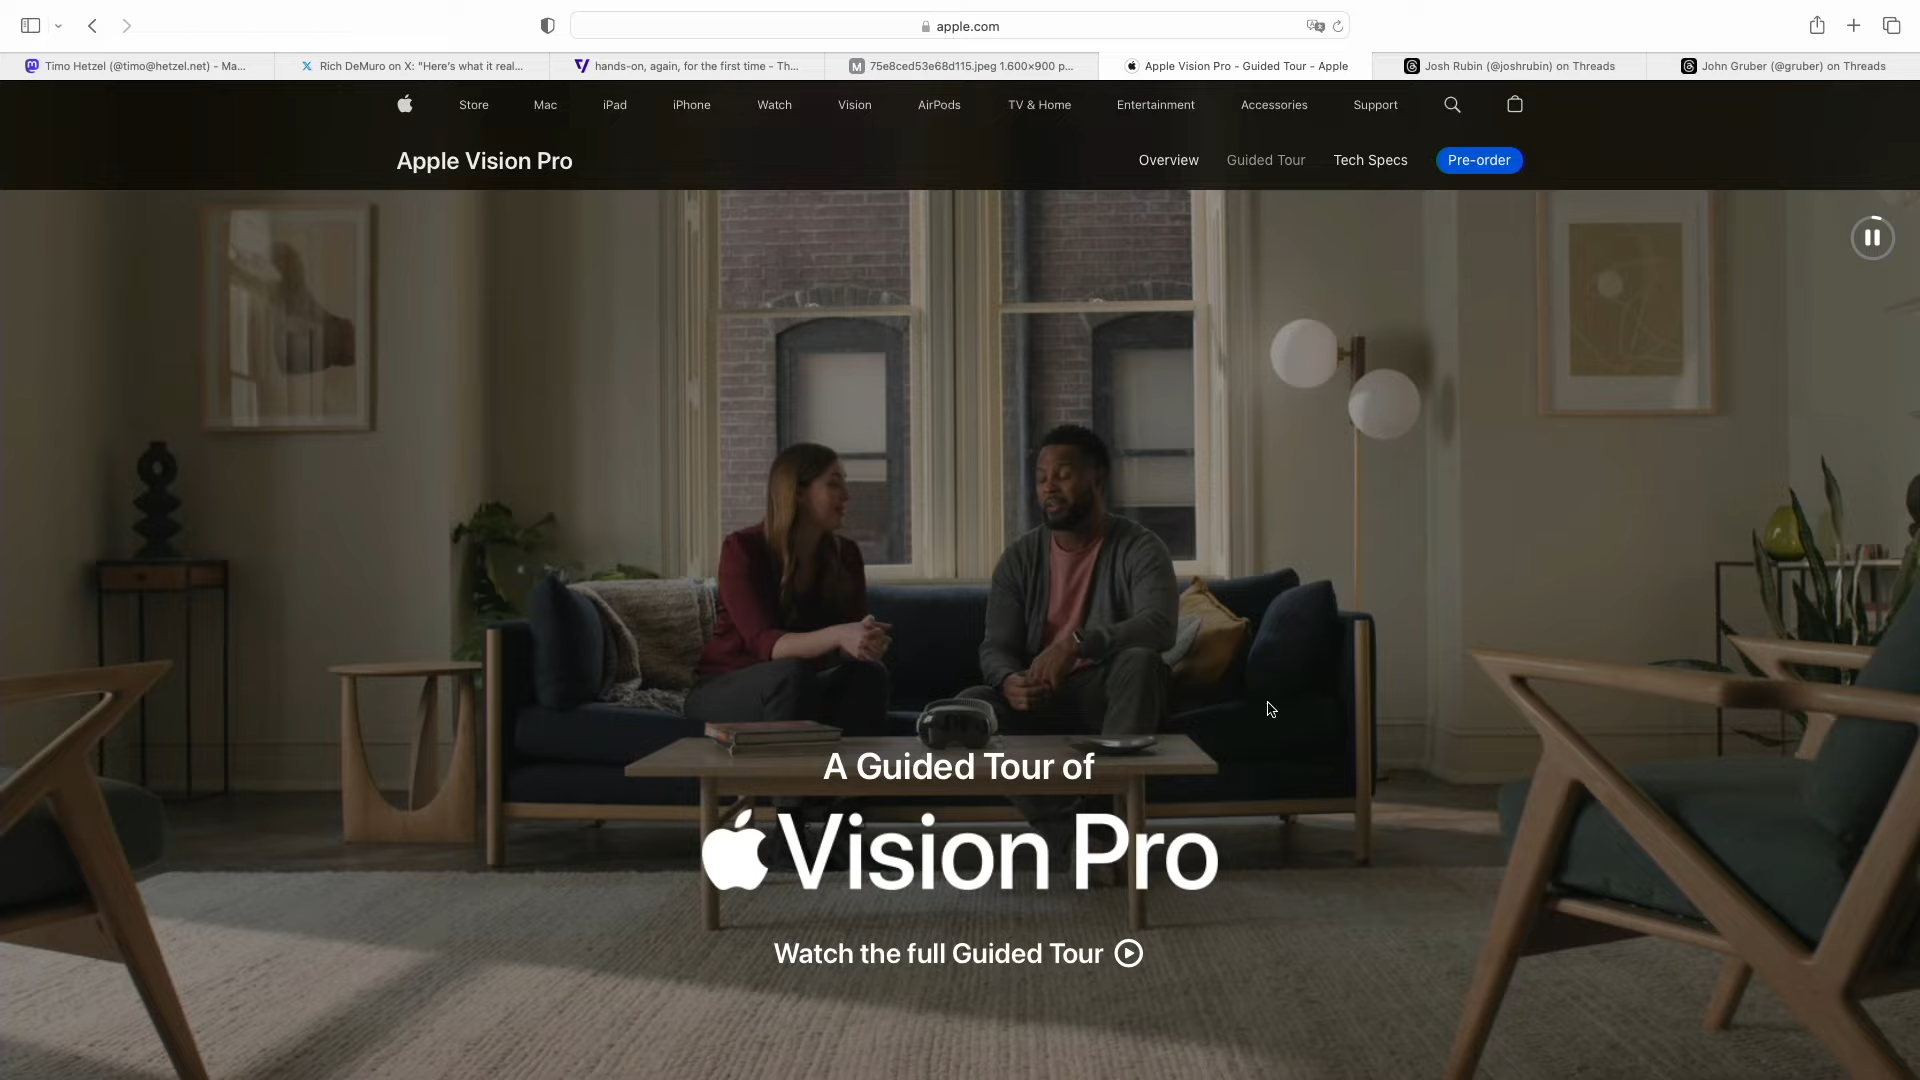 apple.com
Timo Hetzel (@timo@hetzel.net) - Ma...
Rich DeMuro on X: "Here's what it real...
hands-on, again, for the first time - Th...
75e8ced53e68d115.jpeg 1.600×900 p...
Apple Vision Pro - Guided Tour - Apple
Josh Rubin (@joshrubin) on Threads
John Gruber (@gruber) on Threads
Store
Mac
iPad
iPhone
Watch
Vision
AirPods
TV & Home
Entertainment
Accessories
Support
Apple Vision Pro
Overview
Guided Tour
Tech Specs
Pre-order
A Guided Tour of
Vision Pro
Watch the full Guided Tour